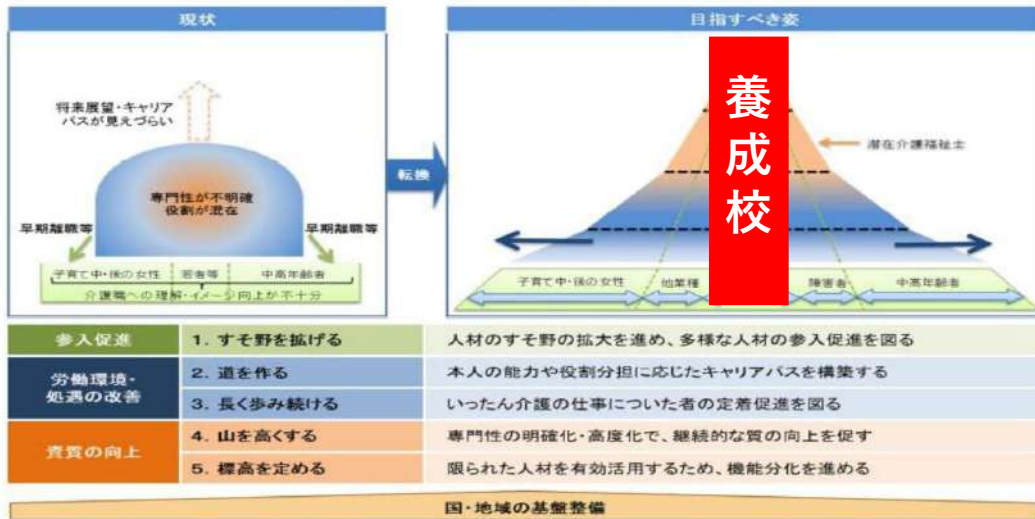 現状
将来展望・キャリア
パスが見えづらい
専門性が不明確
役割が混在
早期離職等
早期離職等
子育て中・後の女性
若者等
中高年齢者
介護職への理解・イメージ向上が不十分
転換
目指すべき姿
養成校
潜在介護福祉士
子育て中・後の女性
他業種
障害者
中高年齢者
参入促進
1. すそ野を拡げる
人材のすそ野の拡大を進め、多様な人材の参入促進を図る
労働環境・
処遇の改善
2. 道を作る
本人の能力や役割分担に応じたキャリアパスを構築する
3. 長く歩み続ける
いったん介護の仕事についた者の定着促進を図る
資質の向上
4. 山を高くする
専門性の明確化・高度化で、継続的な質の向上を促す
5. 標高を定める
限られた人材を有効活用するため、機能分化を進める
国・地域の基盤整備